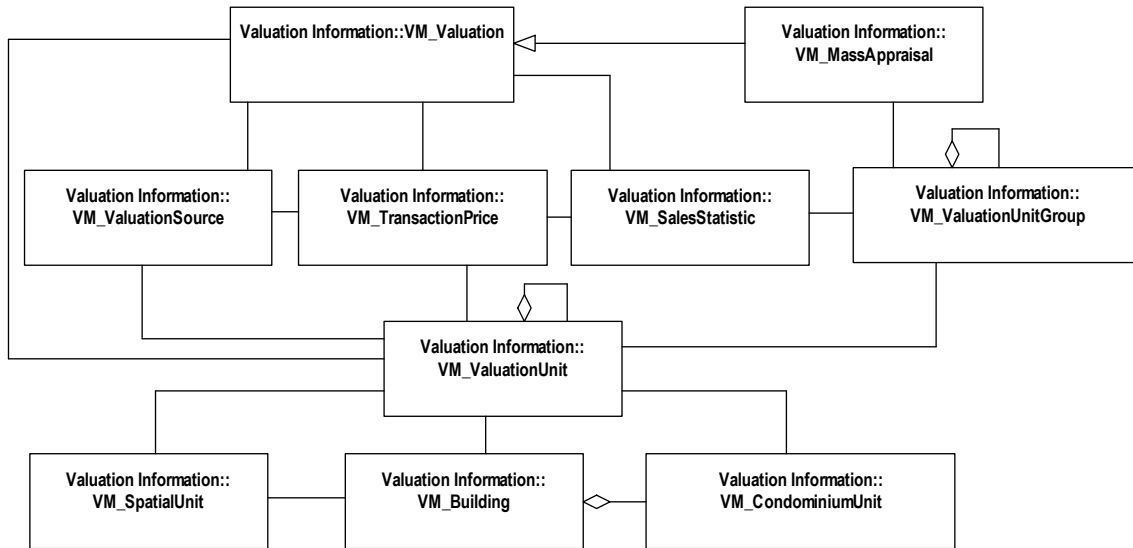 Valuation Information::VM_Valuation
Valuation Information::
VM_MassAppraisal
Valuation Information::
VM_ValuationSource
Valuation Information::
VM_TransactionPrice
Valuation Information::
VM_SalesStatistic
Valuation Information::
VM_ValuationUnitGroup
Valuation Information::
VM_ValuationUnit
Valuation Information::
VM_SpatialUnit
Valuation Information::
VM_Building
Valuation Information::
VM_CondominiumUnit